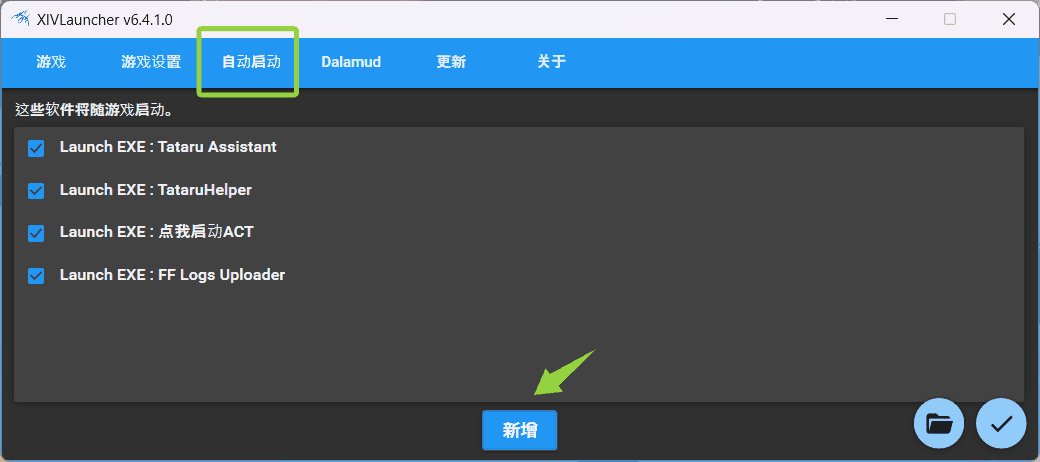 XIVLauncher v6.4.1.0
游戏 游戏设置 自动启动 Dalamud 更新 关于
这些软件将随游戏启动。
Launch EXE : Tataru Assistant
Launch EXE : TataruHelper
Launch EXE : 点我启动ACT
Launch EXE : FF Logs Uploader
新增